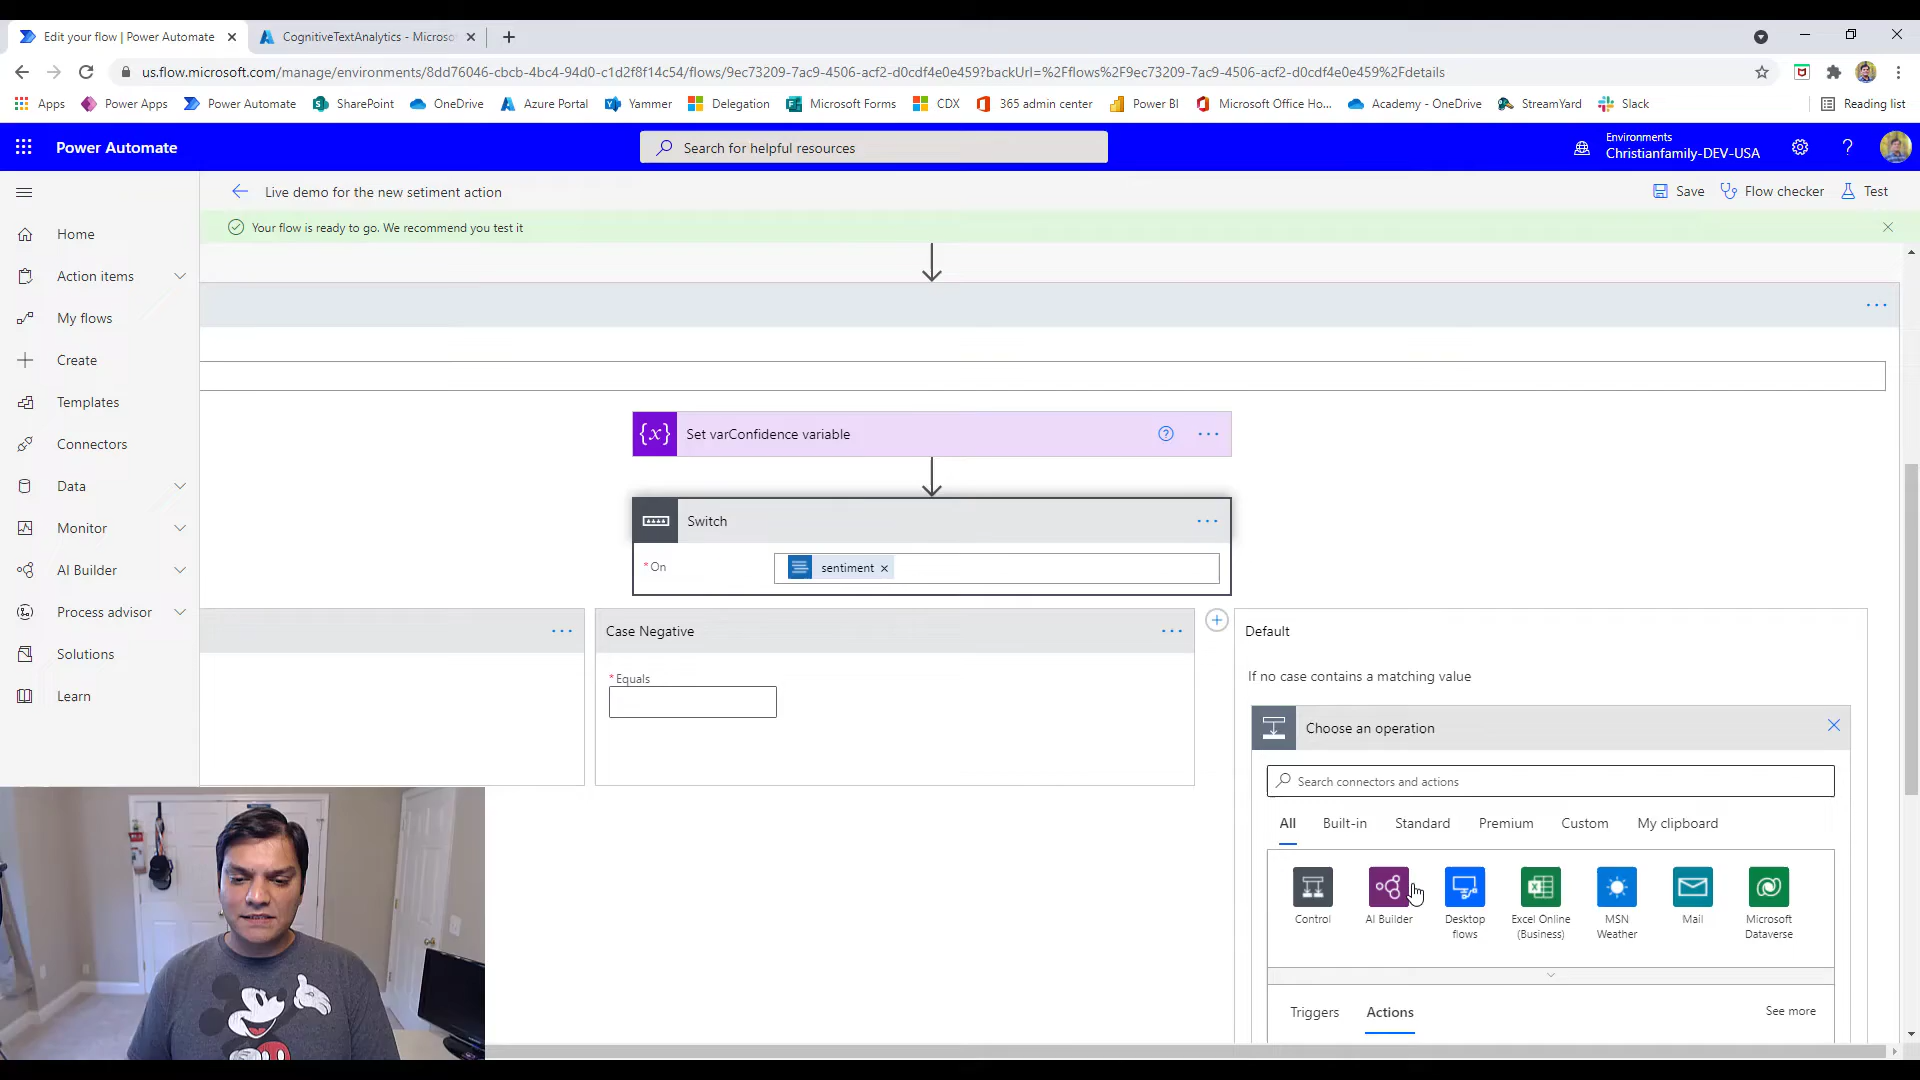 Edit your flow | Power Automate
CognitiveTextAnalytics - Microso
us.flow.microsoft.com/manage/environments/8dd76046-cbcb-4bc4-94d0-c1d2f8f14c54/flows/9ec73209-7ac9-4506-acf2-d0cdf4e0e459?backUrl=%2Fflows%2F9ec73209-7ac9-4506-acf2-d0cdf4e0e459%2Fdetails
Apps Power Apps Power Automate SharePoint OneDrive Azure Portal Yammer Delegation Microsoft Forms CDX 365 admin center Power BI Microsoft Office Ho... Academy - OneDrive StreamYard Slack Reading list
Power Automate
Search for helpful resources
Environments
Christianfamily-DEV-USA
Live demo for the new setiment action
Save Flow checker Test
Your flow is ready to go. We recommend you test it
Home
Action items
My flows
Create
Templates
Connectors
Data
Monitor
AI Builder
Process advisor
Solutions
Learn
{x} Set varConfidence variable
Switch
* On
sentiment
Case Negative
* Equals
Default
If no case contains a matching value
Choose an operation
Search connectors and actions
All Built-in Standard Premium Custom My clipboard
Control
AI Builder
Desktop
flows
Excel Online
(Business)
MSN
Weather
Mail
Microsoft
Dataverse
Triggers Actions See more